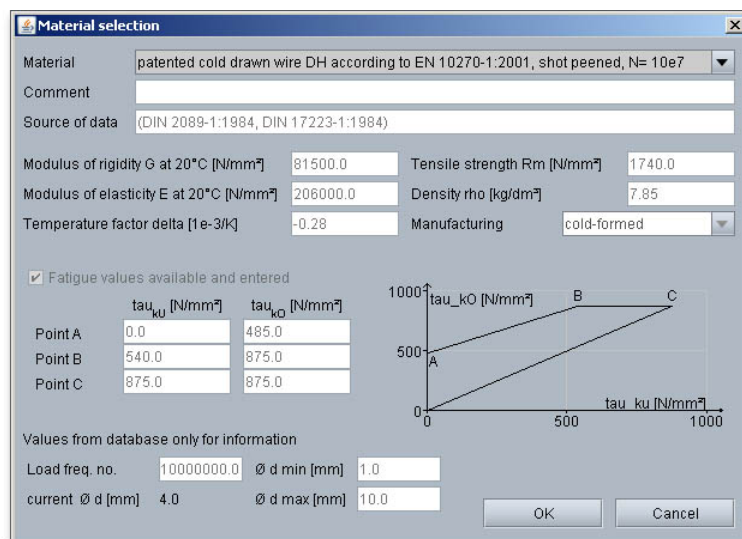 Material selection
Material patented cold drawn wire DH according to EN 10270-1:2001, shot peened, N= 10e7
Comment
Source of data (DIN 2089-1:1984, DIN 17223-1:1984)
Modulus of rigidity G at 20°C [N/mm²] 81500.0 Tensile strength Rm [N/mm²] 1740.0
Modulus of elasticity E at 20°C [N/mm²] 206000.0 Density rho [kg/dm³] 7.85
Temperature factor delta [1e-3/K] -0.28 Manufacturing cold-formed
Fatigue values available and entered
tau_kU [N/mm²] tau_kO [N/mm²]
Point A 0.0 485.0
Point B 540.0 875.0
Point C 875.0 875.0
1000 tau_kO [N/mm²] B C
500 A
0 tau_ku [N/mm²]
0 500 1000
Values from database only for information
Load freq. no. 10000000.0 Ø d min [mm] 1.0
current Ø d [mm] 4.0 Ø d max [mm] 10.0
OK Cancel